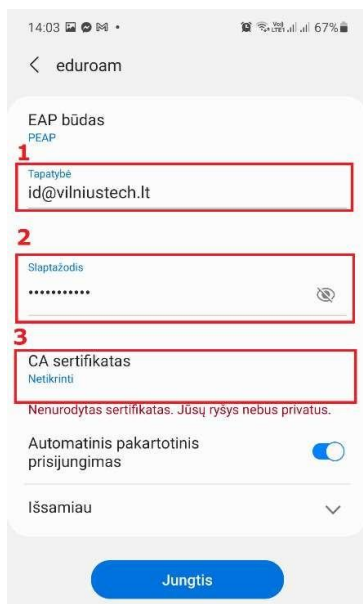 14:03
67%
eduroam
EAP būdas
PEAP
1
Tapatybė
id@vilniustech.lt
2
Slaptažodis
•••••••••••
3
CA sertifikatas
Netikrinti
Nenurodytas sertifikatas. Jūsų ryšys nebus privatus.
Automatinis pakartotinis
prisijungimas
Išsamiau
Jungtis